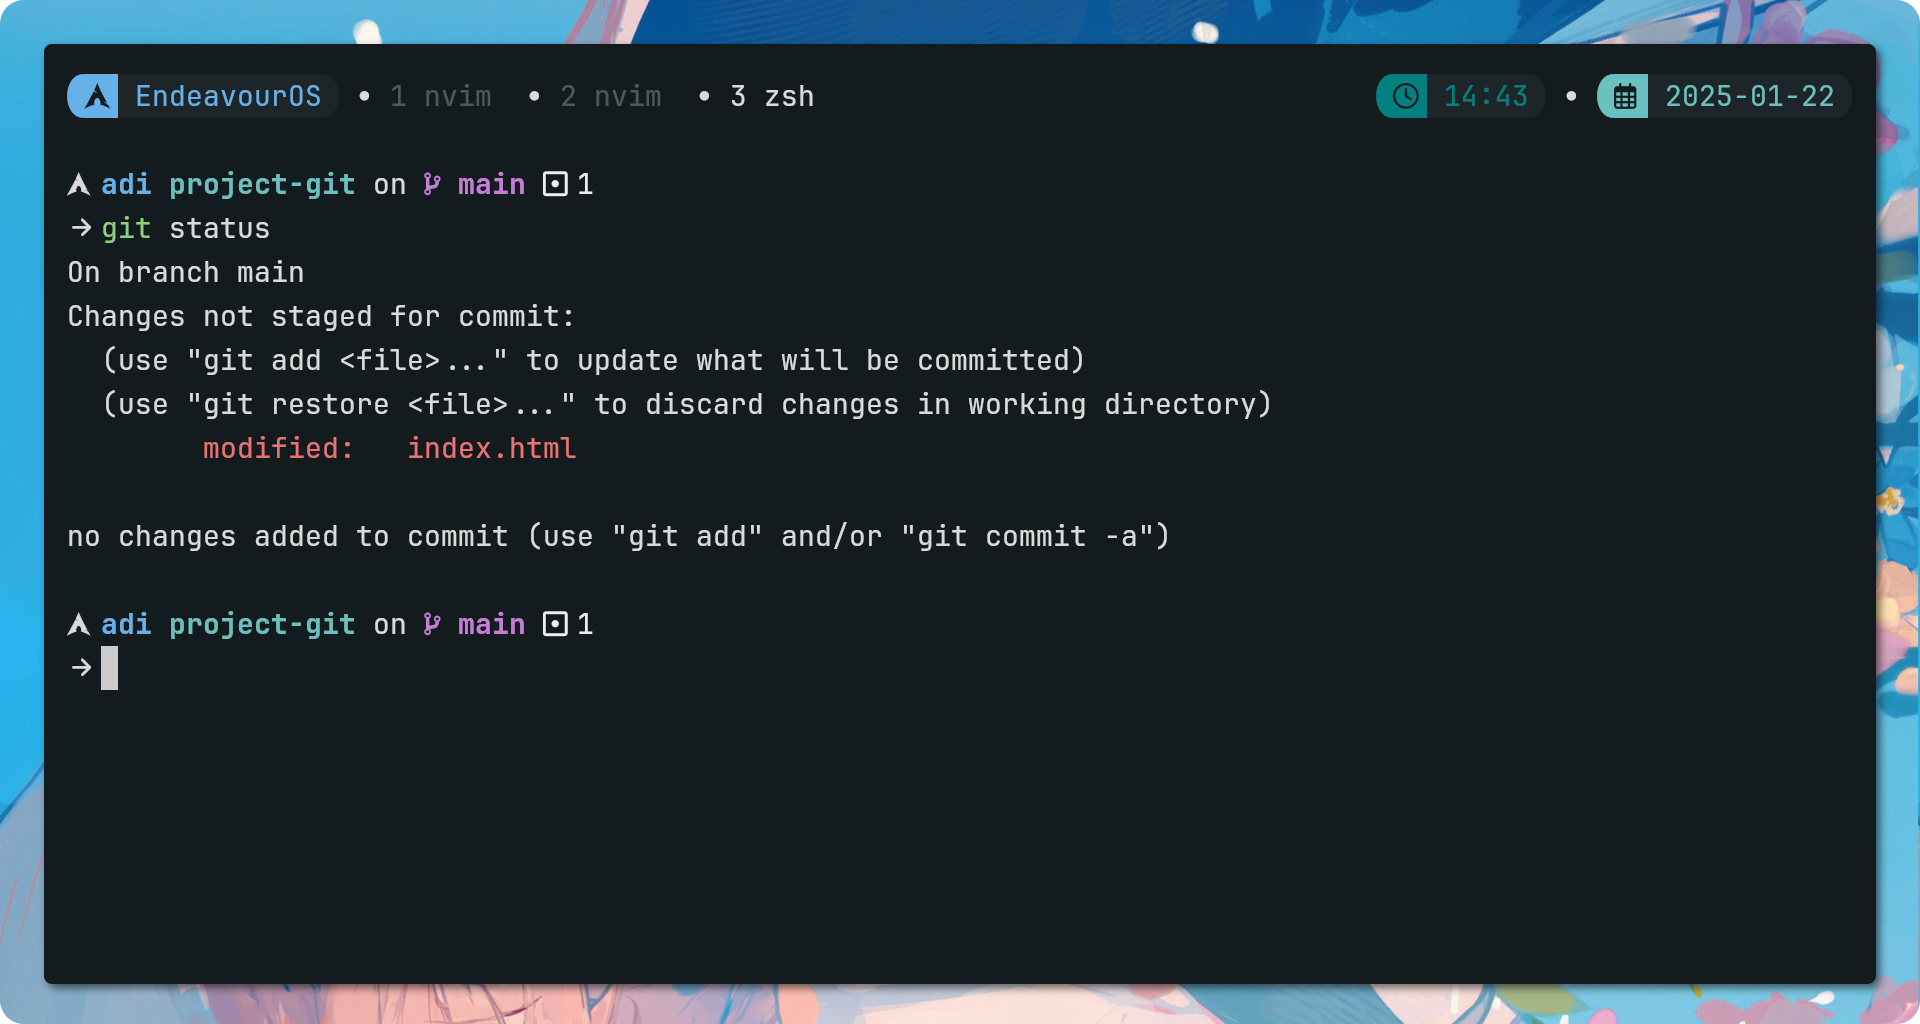 EndeavourOS • 1 nvim • 2 nvim • 3 zsh 14:43 • 2025-01-22
adi project-git on main 1
→ git status
On branch main
Changes not staged for commit:
  (use "git add <file>..." to update what will be committed)
  (use "git restore <file>..." to discard changes in working directory)
        modified:   index.html
no changes added to commit (use "git add" and/or "git commit -a")
adi project-git on main 1
→